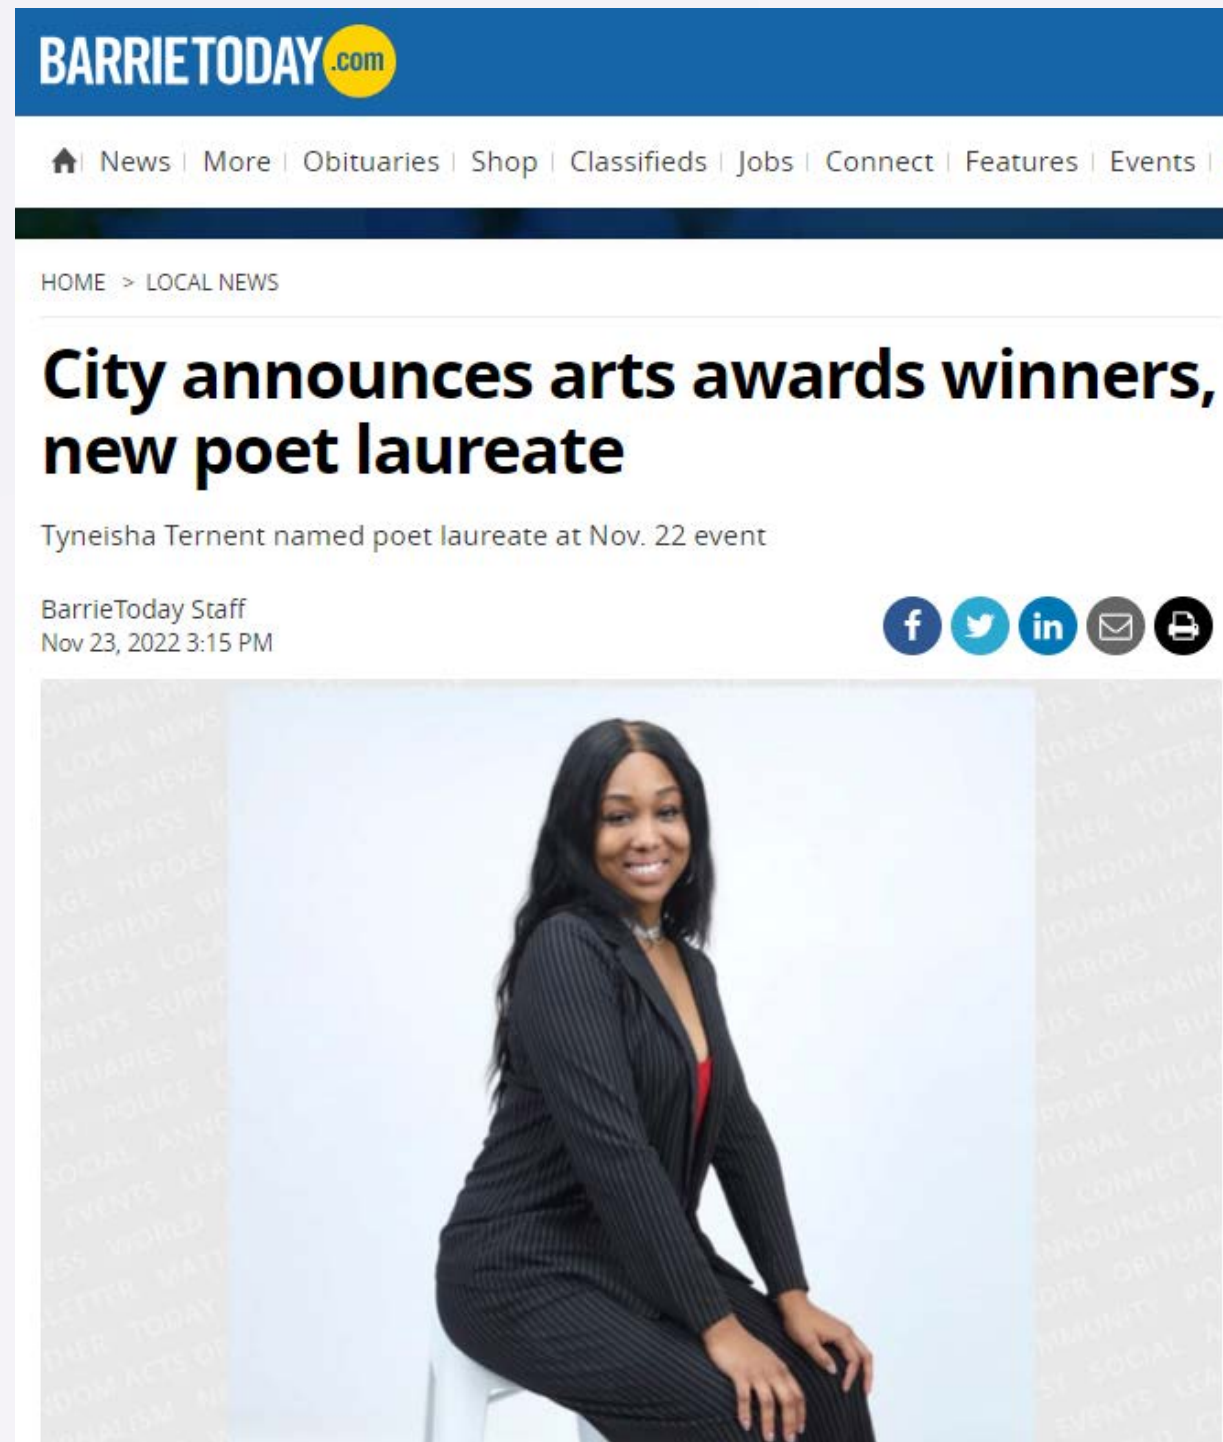 BARRIETODAY.com
News | More | Obituaries | Shop | Classifieds | Jobs | Connect | Features | Events |
HOME > LOCAL NEWS
City announces arts awards winners,
new poet laureate
Tyneisha Ternent named poet laureate at Nov. 22 event
BarrieToday Staff
Nov 23, 2022 3:15 PM
f in